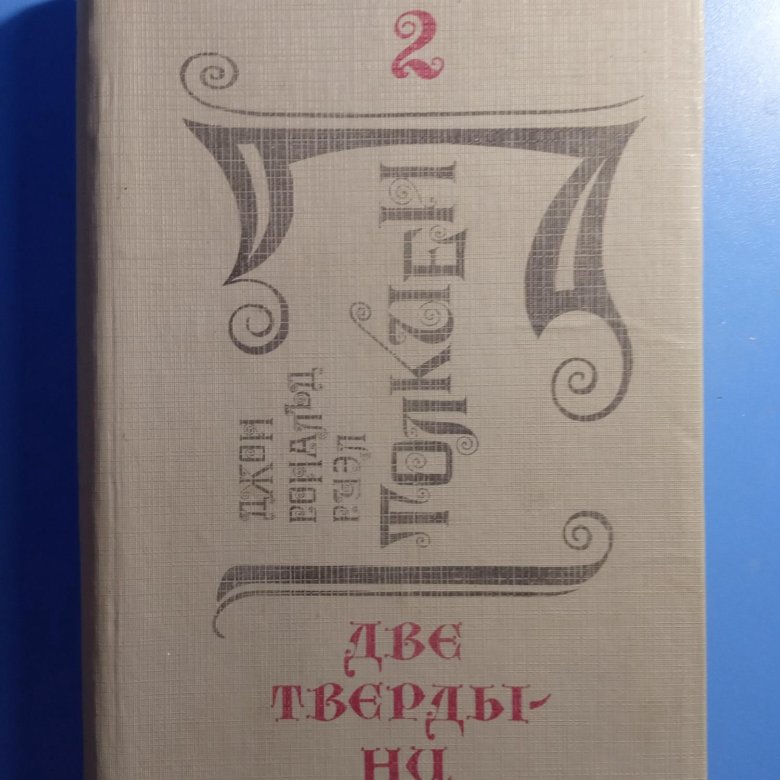 2
ДЖОН
РОНАЛЬД
РУЭЛ
ТОЛКИЕН
ДВЕ
ТВЕРДЫ-
НИ